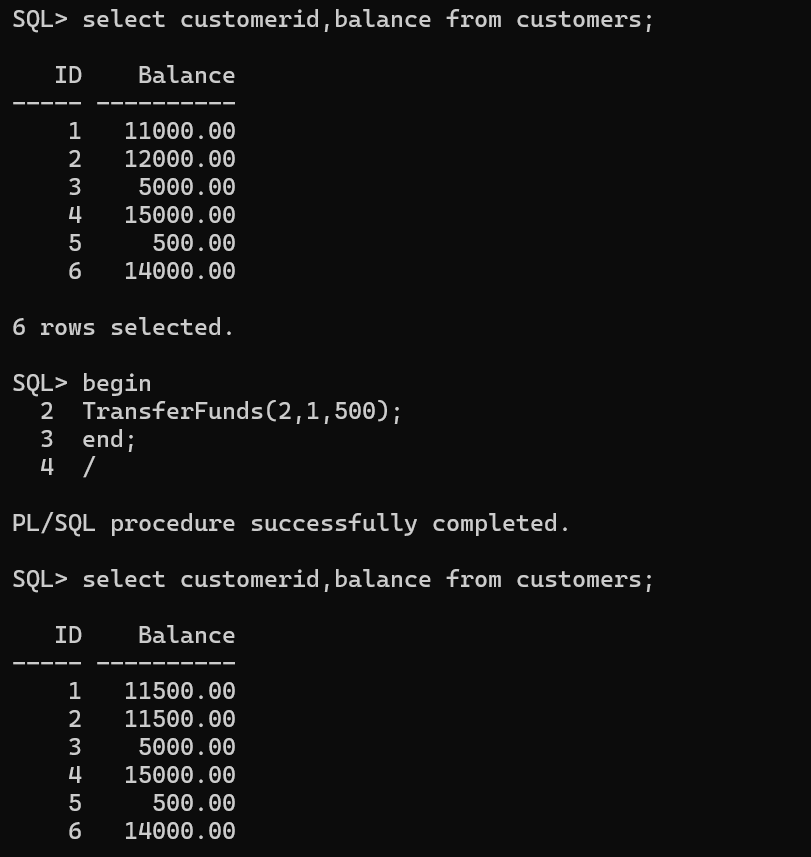 SQL> select customerid,balance from customers;
   ID    Balance
----- ----------
    1   11000.00
    2   12000.00
    3    5000.00
    4   15000.00
    5     500.00
    6   14000.00
6 rows selected.
SQL> begin
  2  TransferFunds(2,1,500);
  3  end;
  4  /
PL/SQL procedure successfully completed.
SQL> select customerid,balance from customers;
   ID    Balance
----- ----------
    1   11500.00
    2   11500.00
    3    5000.00
    4   15000.00
    5     500.00
    6   14000.00